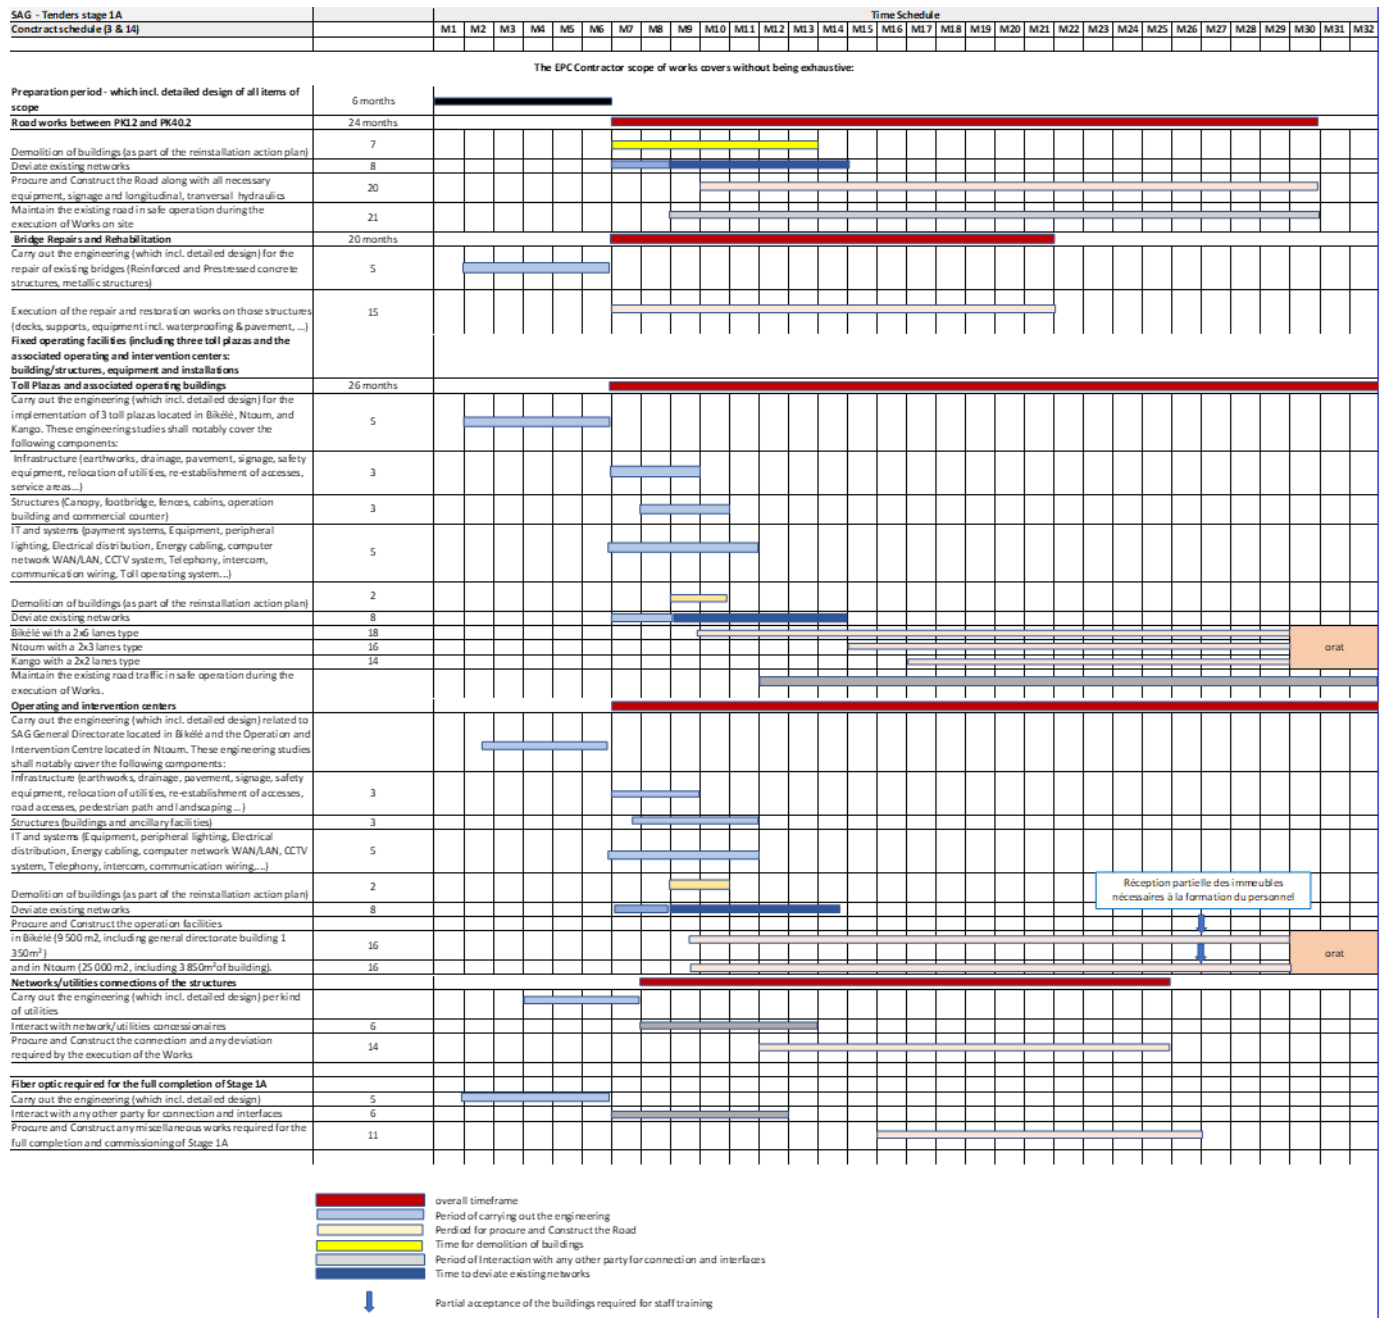 SAG - Tenders stage 1A
Time Schedule
Conctract schedule (3 & 14)
M1 M2 M3 M4 M5 M6 M7 M8 M9 M10 M11 M12 M13 M14 M15 M16 M17 M18 M19 M20 M21 M22 M23 M24 M25 M26 M27 M28 M29 M30 M31 M32
The EPC Contractor scope of works covers without being exhaustive:
Preparation period - which incl. detailed design of all items of
scope
6 months
Road works between PK12 and PK40.2
24 months
Demolition of buildings (as part of the reinstallation action plan)
7
Deviate existing networks
8
Procure and Construct the Road along with all necessary
equipment, signage and longitudinal, tranversal hydraulics
20
Maintain the existing road in safe operation during the
execution of Works on site
21
Bridge Repairs and Rehabilitation
20 months
Carry out the engineering (which incl. detailed design) for the
repair of existing bridges (Reinforced and Prestressed concrete
structures, metallic structures)
5
Execution of the repair and restoration works on those structures
(decks, supports, equipment incl. waterproofing & pavement, ...)
15
Fixed operating facilities (including three toll plazas and the
associated operating and intervention centers:
building/structures, equipment and installations
Toll Plazas and associated operating buildings
26 months
Carry out the engineering (which incl. detailed design) for the
implementation of 3 toll plazas located in Bikélé, Ntoum, and
Kango. These engineering studies shall notably cover the
following components:
5
Infrastructure (earthworks, drainage, pavement, signage, safety
equipment, relocation of utilities, re-establishment of accesses,
service areas...)
3
Structures (Canopy, footbridge, fences, cabins, operation
building and commercial counter)
3
IT and systems (payment systems, Equipment, peripheral
lighting, Electrical distribution, Energy cabling, computer
network WAN/LAN, CCTV system, Telephony, intercom,
communication wiring, Toll operating system...)
5
Demolition of buildings (as part of the reinstallation action plan)
2
Deviate existing networks
8
Bikélé with a 2x6 lanes type
18
Ntoum with a 2x3 lanes type
16
orat
Kango with a 2x2 lanes type
14
Maintain the existing road traffic in safe operation during the
execution of Works.
Operating and intervention centers
Carry out the engineering (which incl. detailed design) related to
SAG General Directorate located in Bikélé and the Operation and
Intervention Centre located in Ntoum. These engineering studies
shall notably cover the following components:
Infrastructure (earthworks, drainage, pavement, signage, safety
equipment, relocation of utilities, re-establishment of accesses,
road accesses, pedestrian path and landscaping...)
3
Structures (buildings and ancillary facilities)
3
IT and systems (Equipment, peripheral lighting, Electrical
distribution, Energy cabling, computer network WAN/LAN, CCTV
system, Telephony, intercom, communication wiring,...)
5
Demolition of buildings (as part of the reinstallation action plan)
2
Réception partielle des immeubles
nécessaires à la formation du personnel
Deviate existing networks
8
Procure and Construct the operation facilities
in Bikélé (9 500 m2, including general directorate building 1
350m²)
16
orat
and in Ntoum (25 000 m2, including 3 850m² of building).
16
Networks/utilities connections of the structures
Carry out the engineering (which incl. detailed design) per kind
of utilities
Interact with network/utilities concessionaires
6
Procure and Construct the connection and any deviation
required by the execution of the Works
14
Fiber optic required for the full completion of Stage 1A
Carry out the engineering (which incl. detailed design)
5
Interact with any other party for connection and interfaces
6
Procure and Construct any miscellaneous works required for the
full completion and commissioning of Stage 1A
11
overall timeframe
Period of carrying out the engineering
Perdiod for procure and Construct the Road
Time for demolition of buildings
Period of Interaction with any other party for connection and interfaces
Time to deviate existing networks
Partial acceptance of the buildings required for staff training